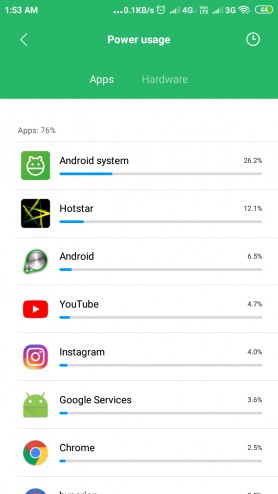 1:53 AM ...0.1KB/s 4G Vo LTE 3G 44
Power usage
Apps Hardware
Apps: 76%
Android system 26.2%
Hotstar 12.1%
Android 6.5%
YouTube 4.7%
Instagram 4.0%
Google Services 3.6%
Chrome 2.5%